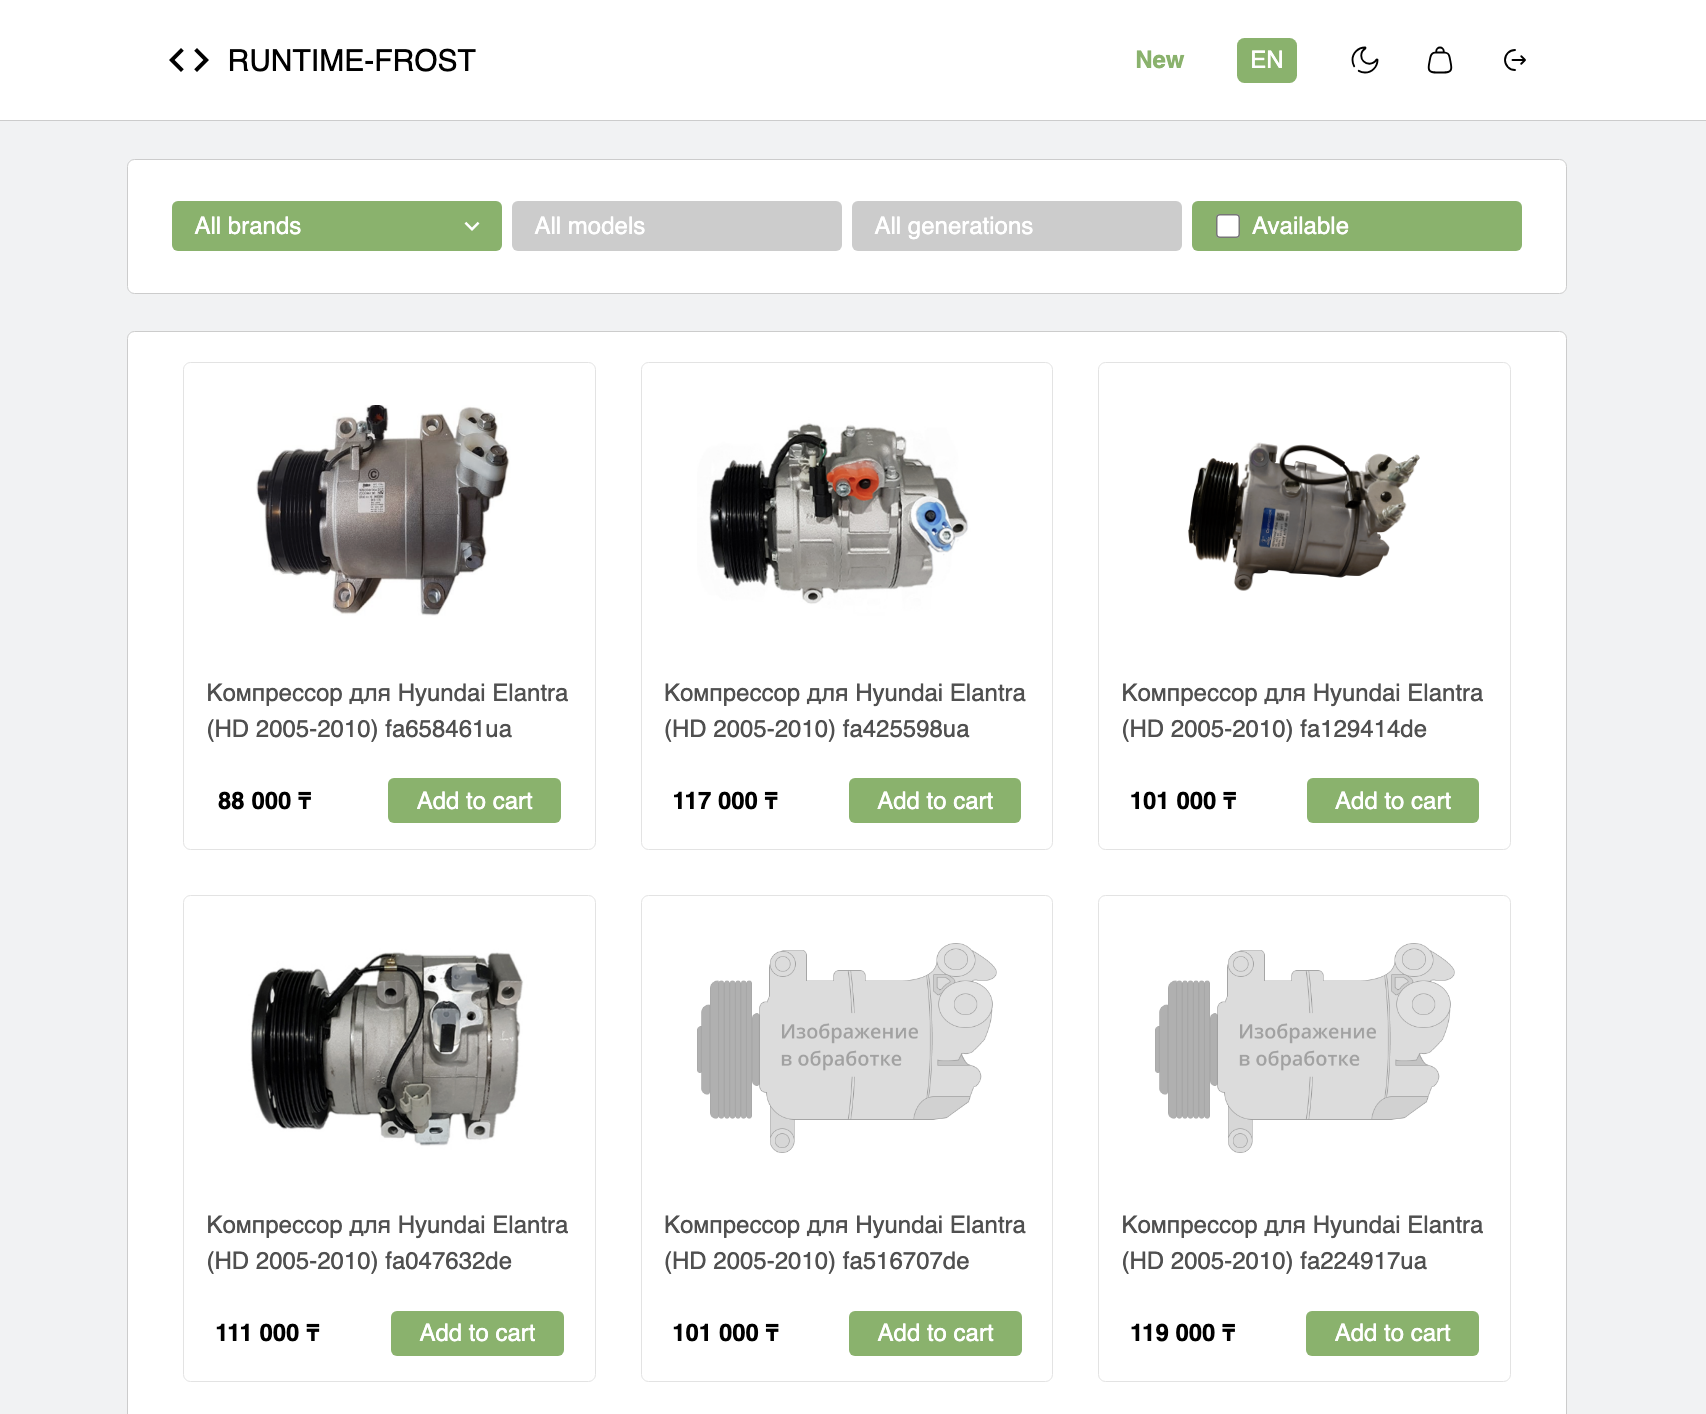 RUNTIME-FROST
New
EN
All brands
All models
All generations
Available
Компрессор для Hyundai Elantra
(HD 2005-2010) fa658461ua
88 000 ₸
Add to cart
Компрессор для Hyundai Elantra
(HD 2005-2010) fa425598ua
117 000 ₸
Add to cart
Компрессор для Hyundai Elantra
(HD 2005-2010) fa129414de
101 000 ₸
Add to cart
Компрессор для Hyundai Elantra
(HD 2005-2010) fa047632de
111 000 ₸
Add to cart
Изображение
в обработке
Компрессор для Hyundai Elantra
(HD 2005-2010) fa516707de
101 000 ₸
Add to cart
Изображение
в обработке
Компрессор для Hyundai Elantra
(HD 2005-2010) fa224917ua
119 000 ₸
Add to cart